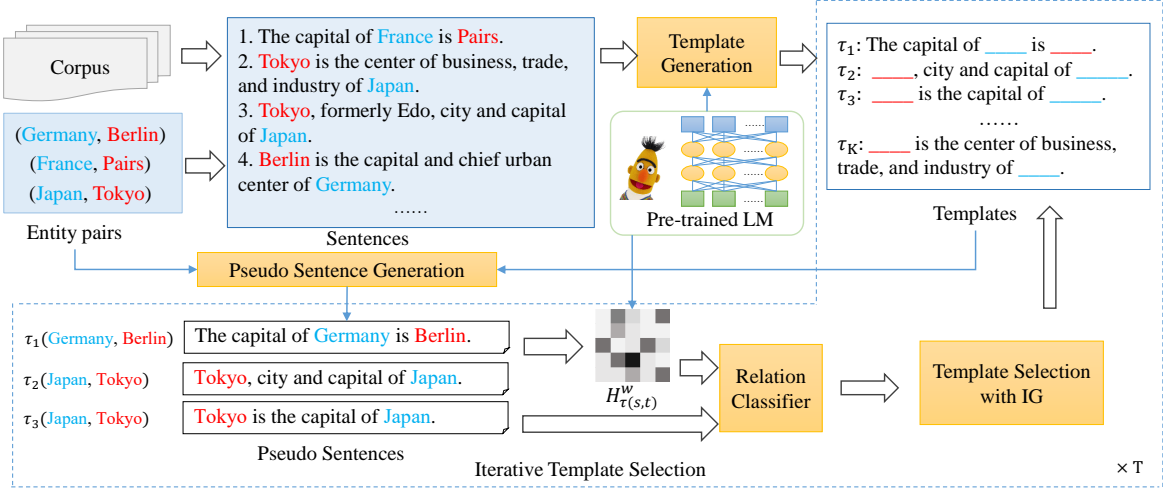 Corpus
(Germany, Berlin)
(France, Pairs)
(Japan, Tokyo)
Entity pairs
1. The capital of France is Pairs.
2. Tokyo is the center of business, trade,
and industry of Japan.
3. Tokyo, formerly Edo, city and capital
of Japan.
4. Berlin is the capital and chief urban
center of Germany.
......
Sentences
Template
Generation
......
......
......
......
Pre-trained LM
τ₁: The capital of ____ is ____.
τ₂: ____, city and capital of _____.
τ₃: ____ is the capital of _____.
......
τ_K: ____ is the center of business,
trade, and industry of ____.
Templates
Pseudo Sentence Generation
τ₁(Germany, Berlin)
The capital of Germany is Berlin.
τ₂(Japan, Tokyo)
Tokyo, city and capital of Japan.
τ₃(Japan, Tokyo)
Tokyo is the capital of Japan.
Pseudo Sentences
H^w_τ(s,t)
Relation
Classifier
Template Selection
with IG
Iterative Template Selection
× T